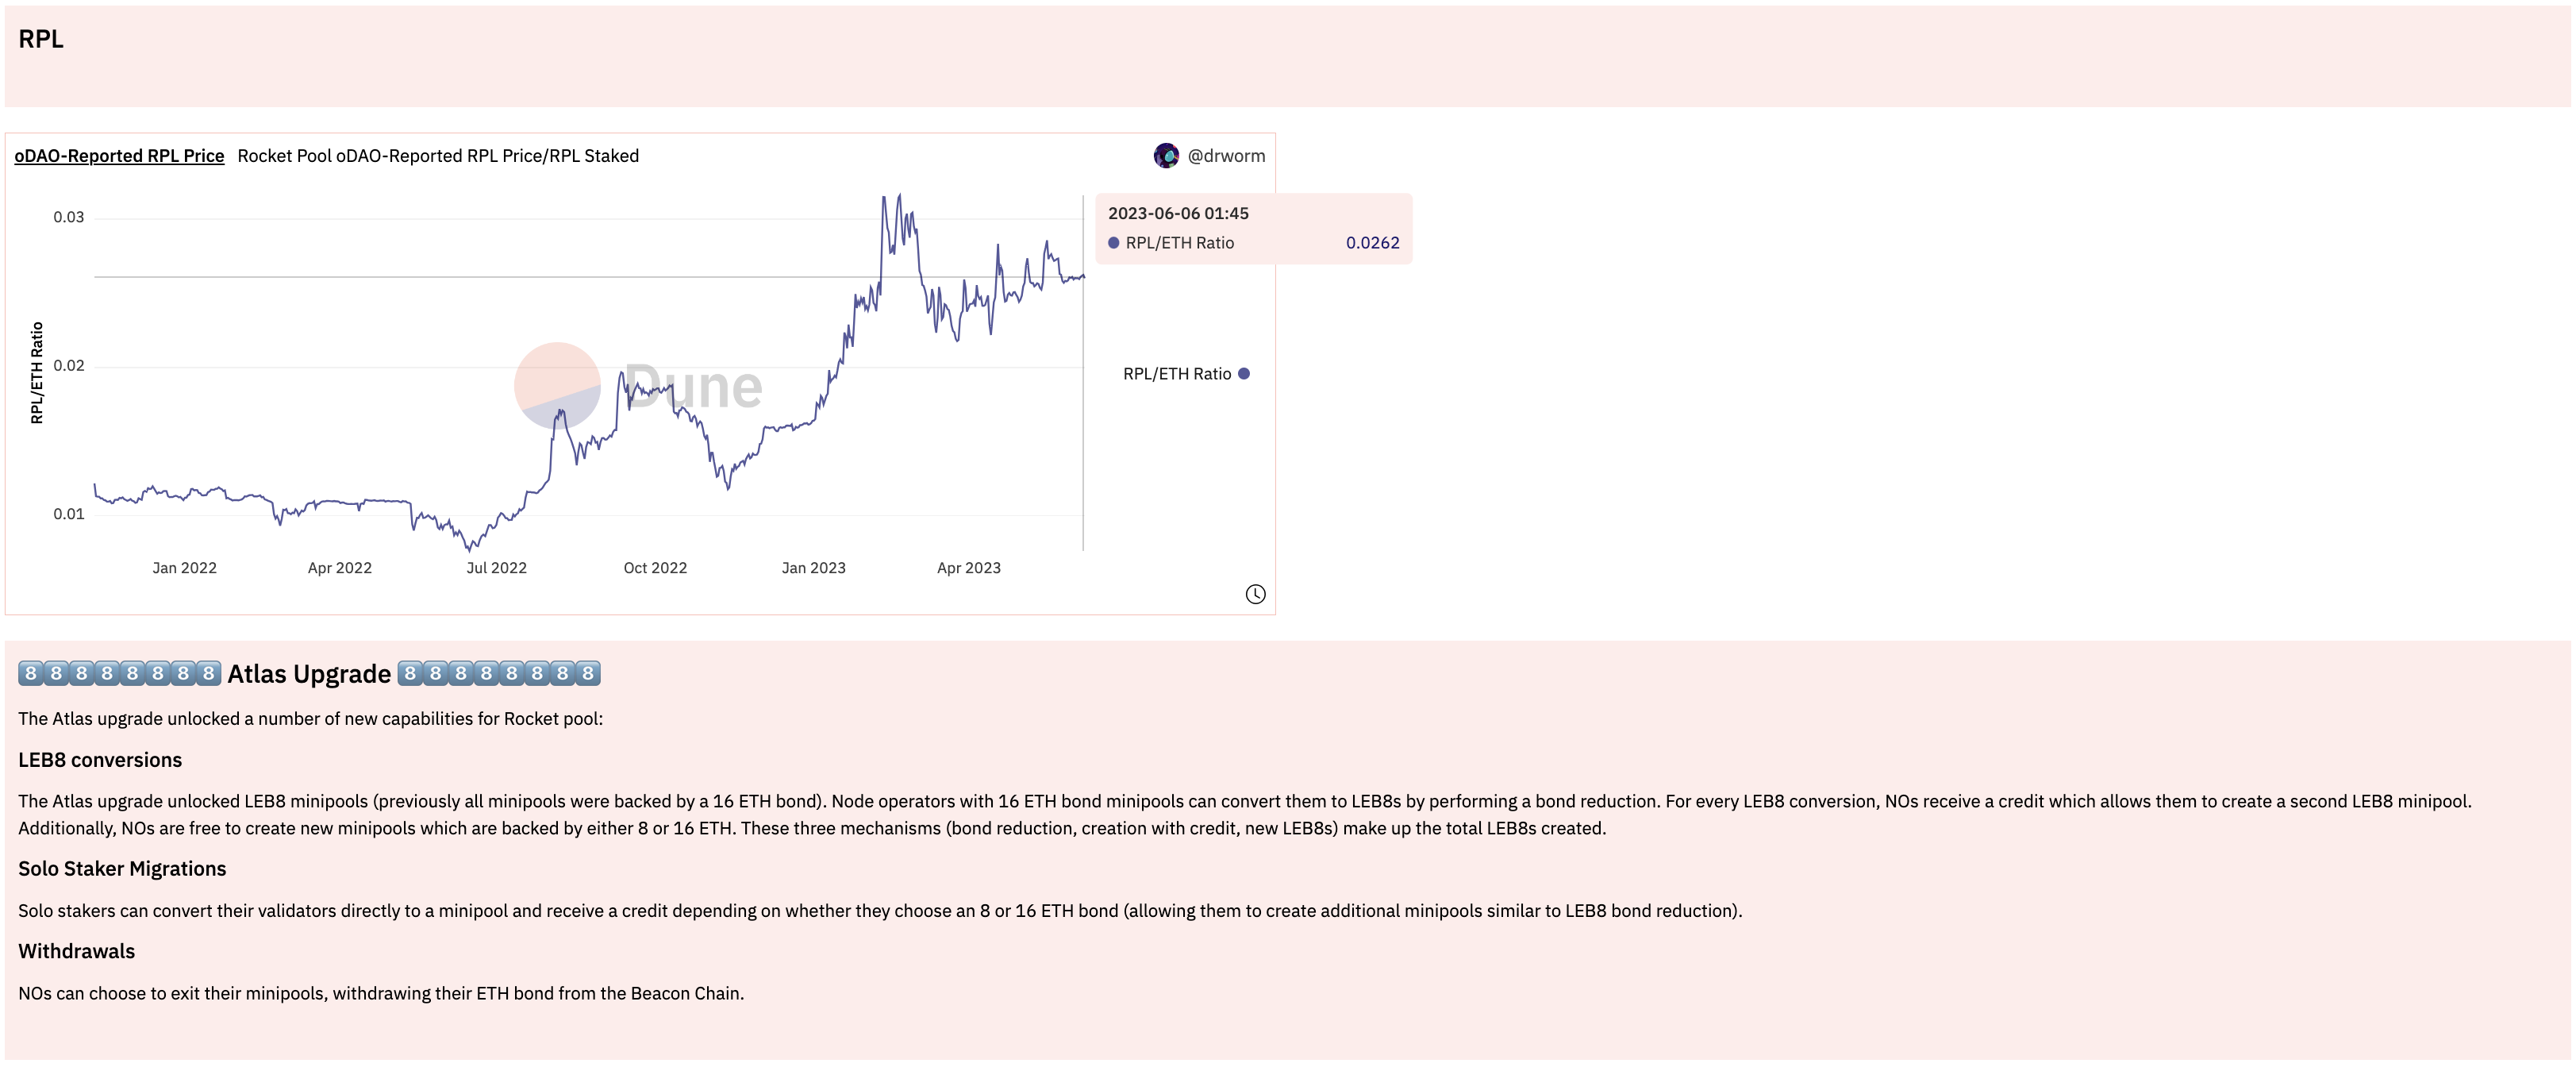 RPL
oDAO-Reported RPL Price Rocket Pool oDAO-Reported RPL Price/RPL Staked
@drworm
0.03
2023-06-06 01:45
RPL/ETH Ratio 0.0262
RPL/ETH Ratio
0.02
Dune
RPL/ETH Ratio
0.01
Jan 2022 Apr 2022 Jul 2022 Oct 2022 Jan 2023 Apr 2023
8️⃣8️⃣8️⃣8️⃣8️⃣8️⃣8️⃣8️⃣ Atlas Upgrade 8️⃣8️⃣8️⃣8️⃣8️⃣8️⃣8️⃣8️⃣
The Atlas upgrade unlocked a number of new capabilities for Rocket pool:
LEB8 conversions
The Atlas upgrade unlocked LEB8 minipools (previously all minipools were backed by a 16 ETH bond). Node operators with 16 ETH bond minipools can convert them to LEB8s by performing a bond reduction. For every LEB8 conversion, NOs receive a credit which allows them to create a second LEB8 minipool.
Additionally, NOs are free to create new minipools which are backed by either 8 or 16 ETH. These three mechanisms (bond reduction, creation with credit, new LEB8s) make up the total LEB8s created.
Solo Staker Migrations
Solo stakers can convert their validators directly to a minipool and receive a credit depending on whether they choose an 8 or 16 ETH bond (allowing them to create additional minipools similar to LEB8 bond reduction).
Withdrawals
NOs can choose to exit their minipools, withdrawing their ETH bond from the Beacon Chain.